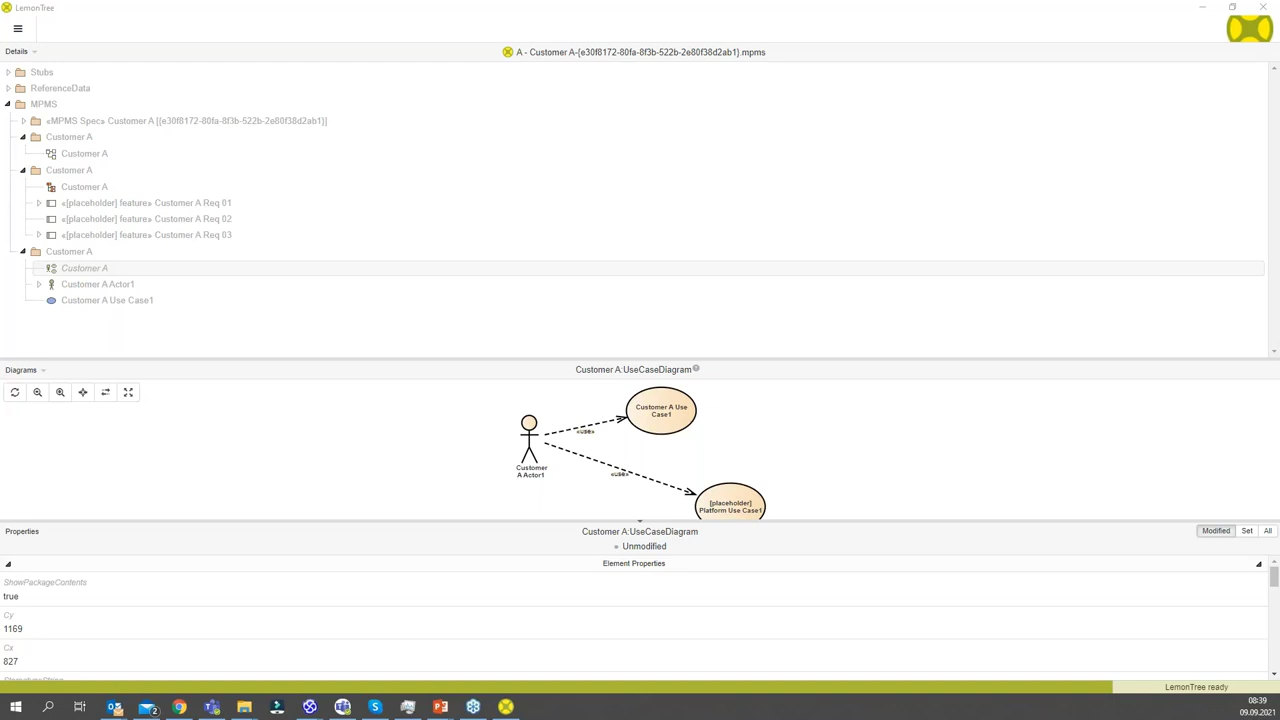 LemonTree
Details
A - Customer A-{e30f8172-80fa-8f3b-522b-2e80f38d2ab1}.mpms
Stubs
ReferenceData
MPMS
«MPMS Spec» Customer A [{e30f8172-80fa-8f3b-522b-2e80f38d2ab1}]
Customer A
Customer A
Customer A
Customer A
«[placeholder] feature» Customer A Req 01
«[placeholder] feature» Customer A Req 02
«[placeholder] feature» Customer A Req 03
Customer A
Customer A
Customer A Actor1
Customer A Use Case1
Diagrams
Customer A:UseCaseDiagram
Customer A Use
Case1
«use»
Customer
A Actor1
«use»
[placeholder]
Platform Use Case1
Properties
Customer A:UseCaseDiagram
Modified Set All
Unmodified
Element Properties
ShowPackageContents
true
Cy
1169
Cx
827
LemonTree ready
08:39
09.09.2021